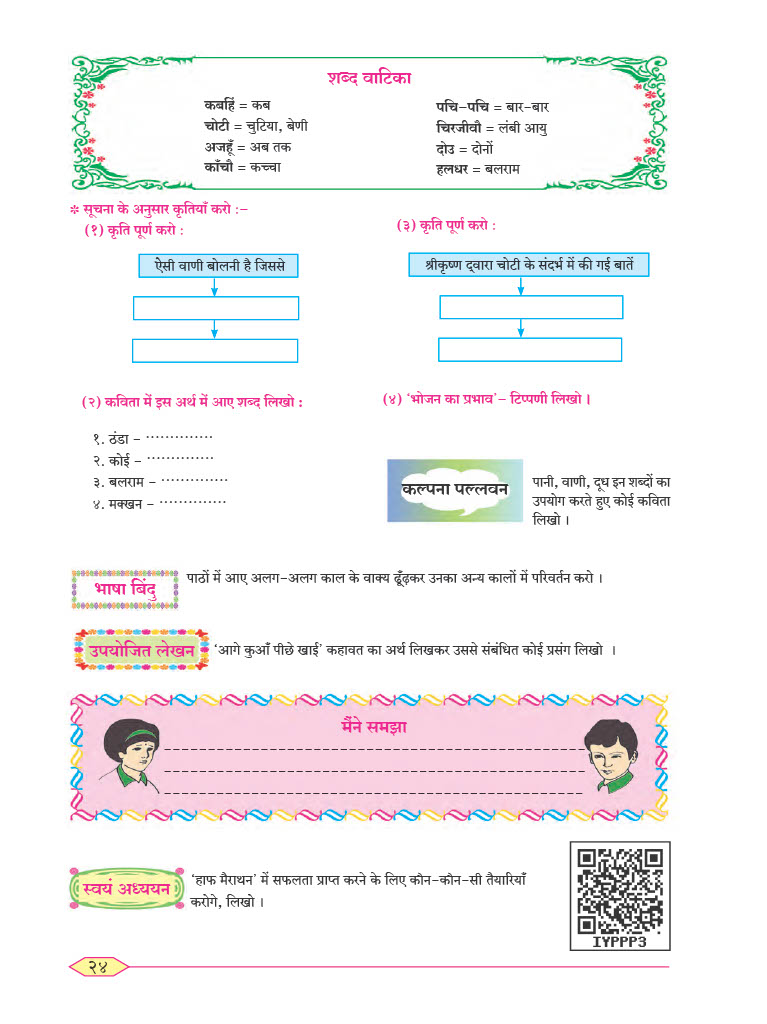 शब्द वाटिका
कबहिं = कब
चोटी = चुटिया, बेणी
अजहूँ = अब तक
काँचौ = कच्चा
पचि-पचि = बार-बार
चिरजीवौ = लंबी आयु
दोउ = दोनों
हलधर = बलराम
* सूचना के अनुसार कृतियाँ करो :-
(१) कृति पूर्ण करो :
ऐसी वाणी बोलनी है जिससे
(२) कविता में इस अर्थ में आए शब्द लिखो :
१. ठंडा - ··············
२. कोई - ··············
३. बलराम - ··············
४. मक्खन - ··············
(३) कृति पूर्ण करो :
श्रीकृष्ण द्वारा चोटी के संदर्भ में की गई बातें
(४) ‘भोजन का प्रभाव’- टिप्पणी लिखो ।
कल्पना पल्लवन
पानी, वाणी, दूध इन शब्दों का
उपयोग करते हुए कोई कविता
लिखो ।
भाषा बिंदु
पाठों में आए अलग-अलग काल के वाक्य ढूँढ़कर उनका अन्य कालों में परिवर्तन करो ।
उपयोजित लेखन
‘आगे कुआँ पीछे खाई’ कहावत का अर्थ लिखकर उससे संबंधित कोई प्रसंग लिखो ।
मैंने समझा
स्वयं अध्ययन
‘हाफ मैराथन’ में सफलता प्राप्त करने के लिए कौन-कौन-सी तैयारियाँ
करोगे, लिखो ।
IYPPP3
२४